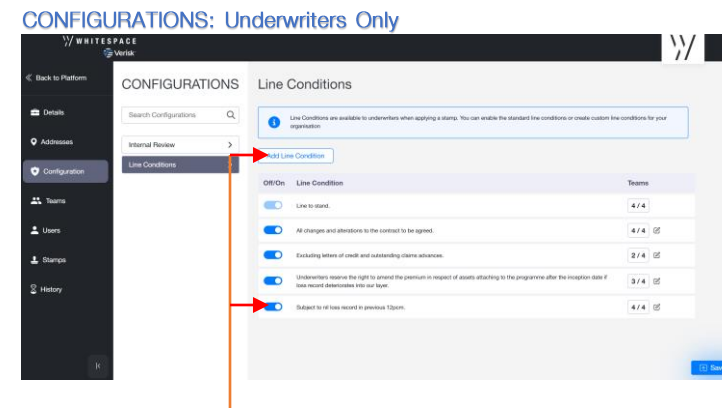 CONFIGURATIONS: Underwriters Only
WHITESPACE
Verisk
Back to Platform
Details
Addresses
Configuration
Teams
Users
Stamps
History
CONFIGURATIONS
Search Configurations
Internal Review
Line Conditions
Line Conditions
Line Conditions are available to underwriters when applying a stamp. You can enable the standard line conditions or create custom line conditions for your
organisation
Add Line Condition
Off/On Line Condition Teams
Line to stand. 4 / 4
All changes and alterations to the contract to be agreed. 4 / 4
Excluding letters of credit and outstanding claims advances. 2 / 4
Underwriters reserve the right to amend the premium in respect of assets attaching to the programme after the inception date if
loss record deteriorates into our layer. 3 / 4
Subject to nil loss record in previous 12pcm. 4 / 4
Sav